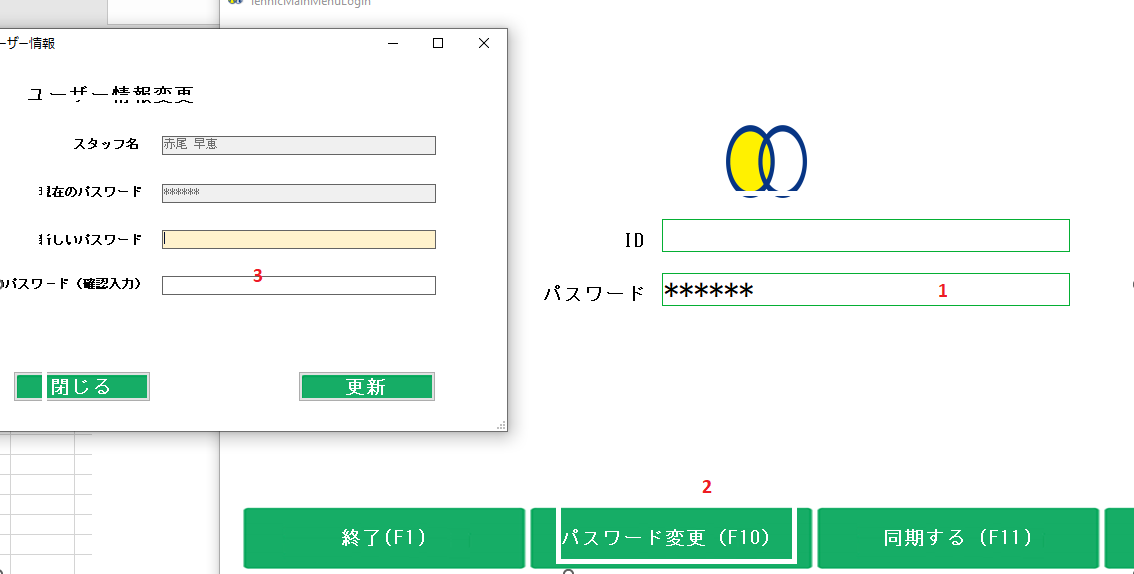 TennicMainMenuLogin
ーザー情報
ユーザー情報変更
スタッフ名
赤尾 早恵
現在のパスワード
******
新しいパスワード
パスワード（確認入力）
3
閉じる
更新
ID
パスワード
******
1
2
終了(F1)
パスワード変更（F10）
同期する（F11）